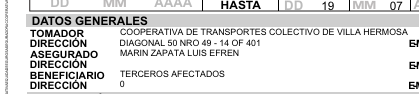 DD MM AAAA HASTA DD 19 MM 07
DATOS GENERALES
TOMADOR COOPERATIVA DE TRANSPORTES COLECTIVO DE VILLA HERMOSA
DIRECCIÓN DIAGONAL 50 NRO 49 - 14 OF 401
ASEGURADO MARIN ZAPATA LUIS EFREN
DIRECCIÓN
BENEFICIARIO TERCEROS AFECTADOS
DIRECCIÓN 0